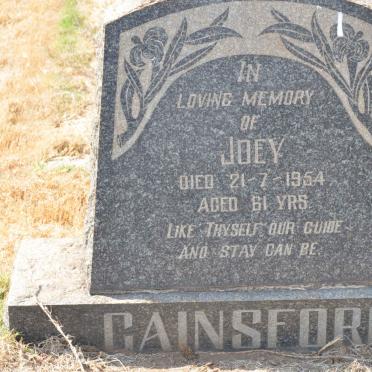 IN
LOVING MEMORY
OF
JOEY
DIED 21-7-1954
AGED 61 YRS.
LIKE THYSELF OUR GUIDE
AND STAY CAN BE.
GAINSFOR